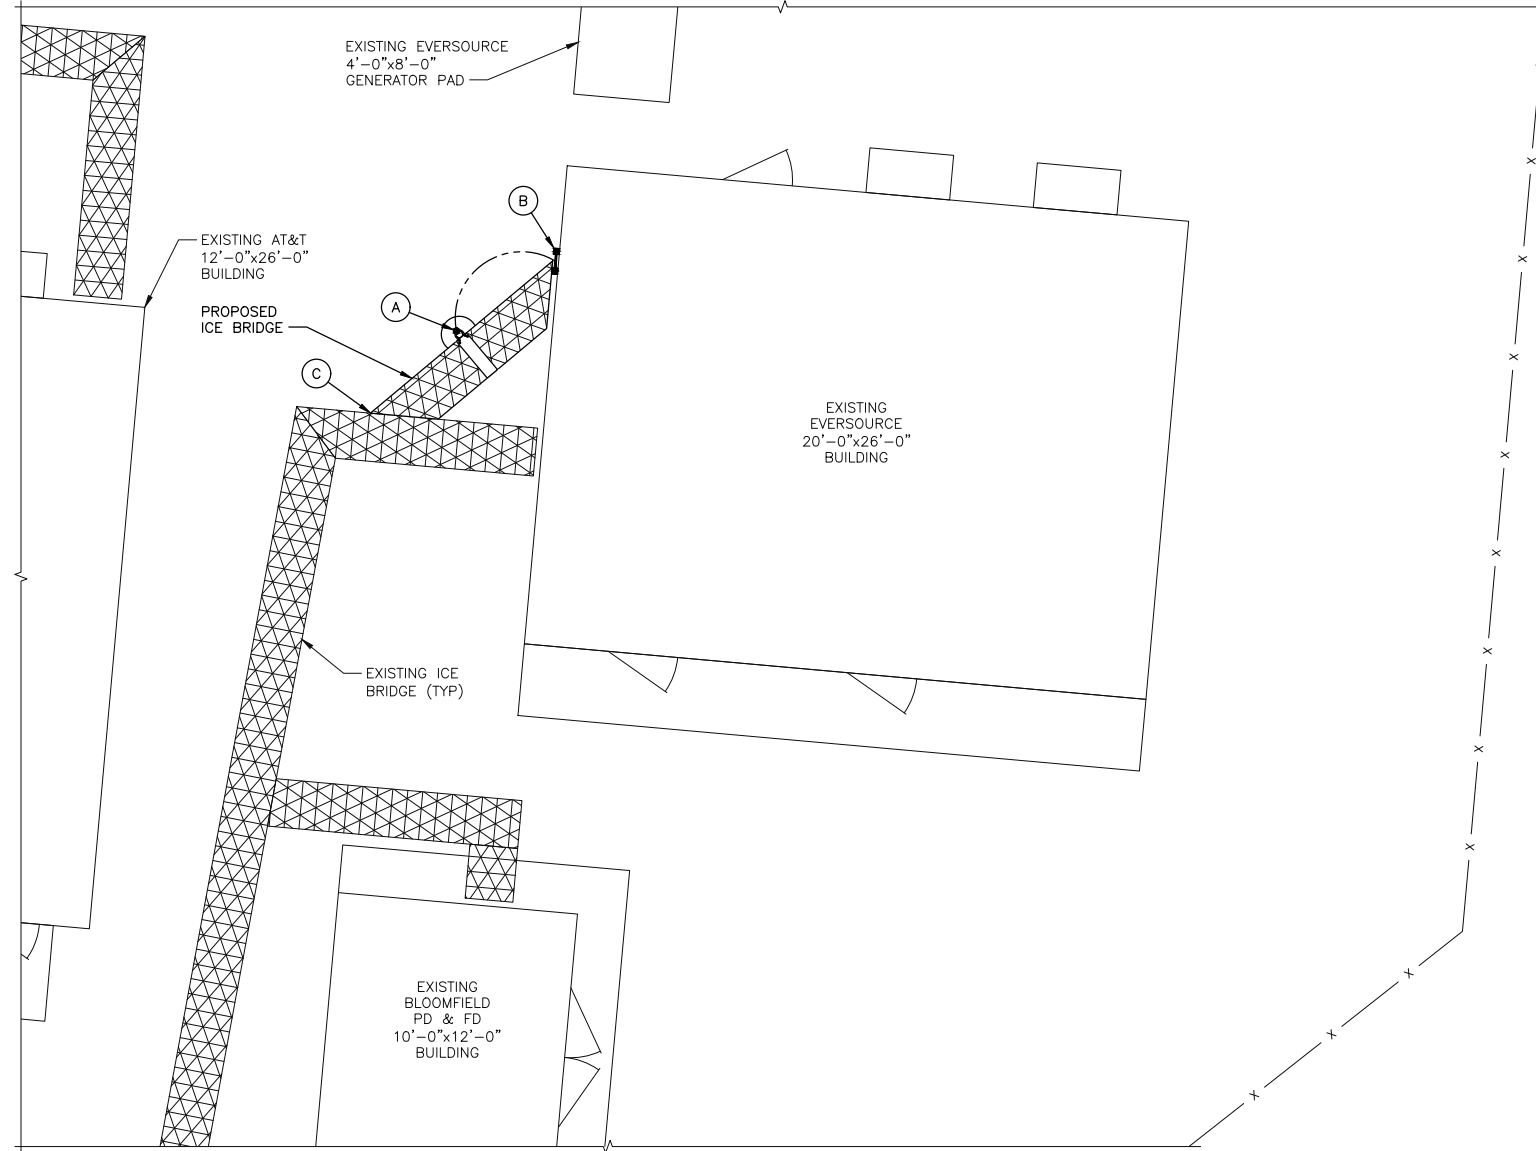 EXISTING EVERSOURCE
4'-0"x8'-0"
GENERATOR PAD
B
EXISTING AT&T
12'-0"x26'-0"
BUILDING
PROPOSED
ICE BRIDGE
A
C
EXISTING
EVERSOURCE
20'-0"x26'-0"
BUILDING
EXISTING ICE
BRIDGE (TYP)
EXISTING
BLOOMFIELD
PD & FD
10'-0"x12'-0"
BUILDING
X
X
X
X
X
X
X
X
X
X
X